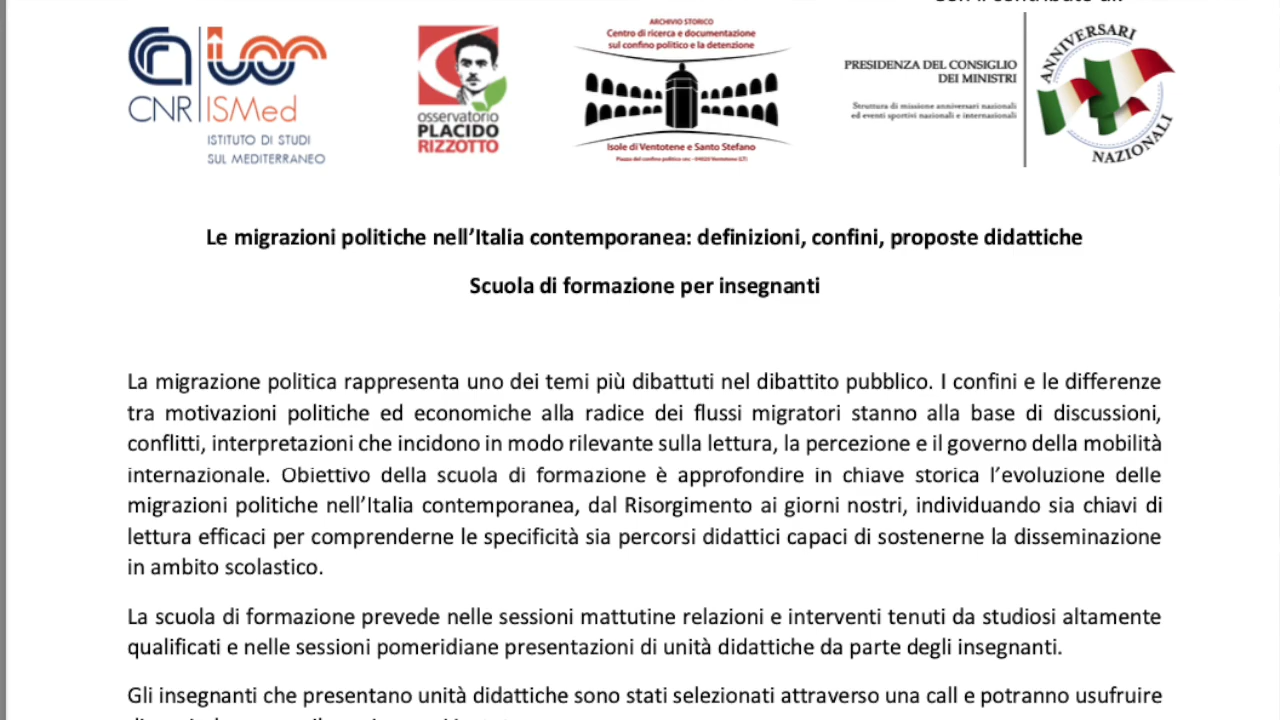 CNR ISMed
ISTITUTO DI STUDI
SUL MEDITERRANEO
osservatorio
PLACIDO
RIZZOTTO
ARCHIVIO STORICO
Centro di ricerca e documentazione
sul confino politico e la detenzione
Isole di Ventotene e Santo Stefano
PRESIDENZA DEL CONSIGLIO
DEI MINISTRI
Struttura di missione anniversari nazionali
ed eventi sportivi nazionali e internazionali
ANNIVERSARI
NAZIONALI
Le migrazioni politiche nell’Italia contemporanea: definizioni, confini, proposte didattiche
Scuola di formazione per insegnanti
La migrazione politica rappresenta uno dei temi più dibattuti nel dibattito pubblico. I confini e le differenze
tra motivazioni politiche ed economiche alla radice dei flussi migratori stanno alla base di discussioni,
conflitti, interpretazioni che incidono in modo rilevante sulla lettura, la percezione e il governo della mobilità
internazionale. Obiettivo della scuola di formazione è approfondire in chiave storica l’evoluzione delle
migrazioni politiche nell’Italia contemporanea, dal Risorgimento ai giorni nostri, individuando sia chiavi di
lettura efficaci per comprenderne le specificità sia percorsi didattici capaci di sostenerne la disseminazione
in ambito scolastico.
La scuola di formazione prevede nelle sessioni mattutine relazioni e interventi tenuti da studiosi altamente
qualificati e nelle sessioni pomeridiane presentazioni di unità didattiche da parte degli insegnanti.
Gli insegnanti che presentano unità didattiche sono stati selezionati attraverso una call e potranno usufruire